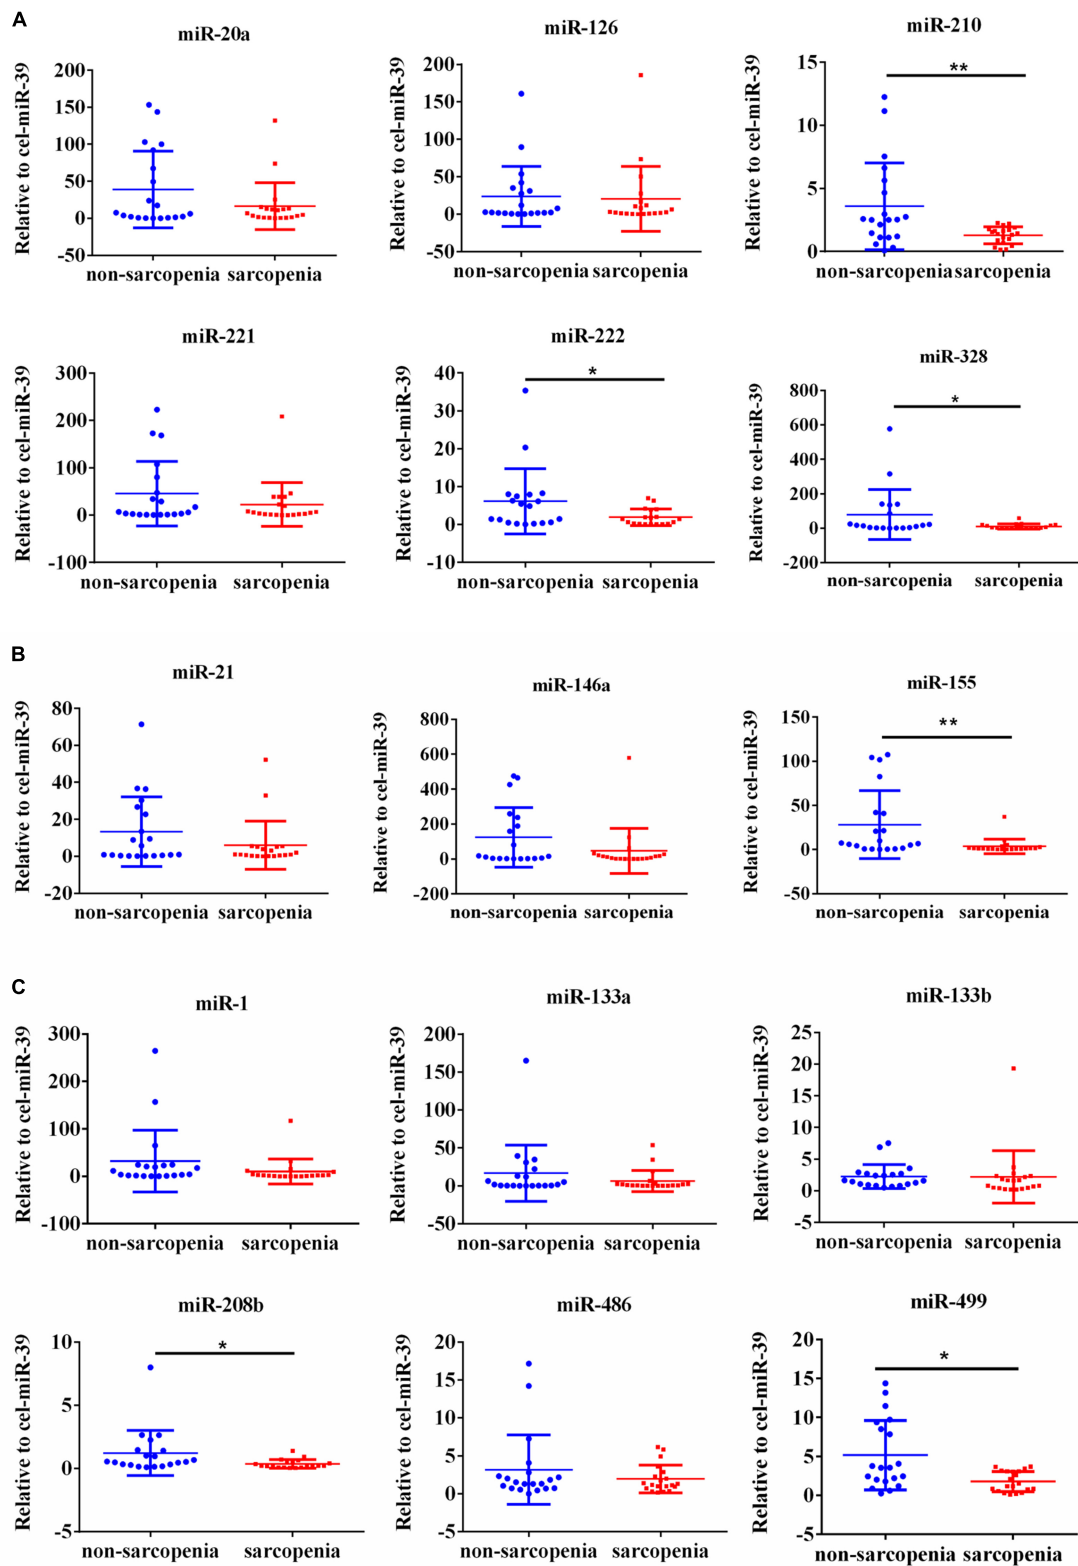 A
miR-20a
Relative to cel-miR-39
200
150
100
50
0
-50
non-sarcopenia sarcopenia
miR-126
Relative to cel-miR-39
200
150
100
50
0
-50
non-sarcopenia sarcopenia
miR-210
Relative to cel-miR-39
15
10
5
0
**
non-sarcopenia sarcopenia
miR-221
Relative to cel-miR-39
300
200
100
0
-100
non-sarcopenia sarcopenia
miR-222
Relative to cel-miR-39
40
30
20
10
0
-10
*
non-sarcopenia sarcopenia
miR-328
Relative to cel-miR-39
800
600
400
200
0
-200
*
non-sarcopenia sarcopenia
B
miR-21
Relative to cel-miR-39
80
60
40
20
0
-20
non-sarcopenia sarcopenia
miR-146a
Relative to cel-miR-39
800
600
400
200
0
-200
non-sarcopenia sarcopenia
miR-155
Relative to cel-miR-39
150
100
50
0
-50
**
non-sarcopenia sarcopenia
C
miR-1
Relative to cel-miR-39
300
200
100
0
-100
non-sarcopenia sarcopenia
miR-133a
Relative to cel-miR-39
200
150
100
50
0
-50
non-sarcopenia sarcopenia
miR-133b
Relative to cel-miR-39
25
20
15
10
5
0
-5
non-sarcopenia sarcopenia
miR-208b
Relative to cel-miR-39
10
5
0
-5
*
non-sarcopenia sarcopenia
miR-486
Relative to cel-miR-39
20
15
10
5
0
-5
non-sarcopenia sarcopenia
miR-499
Relative to cel-miR-39
20
15
10
5
0
-5
*
non-sarcopenia sarcopenia